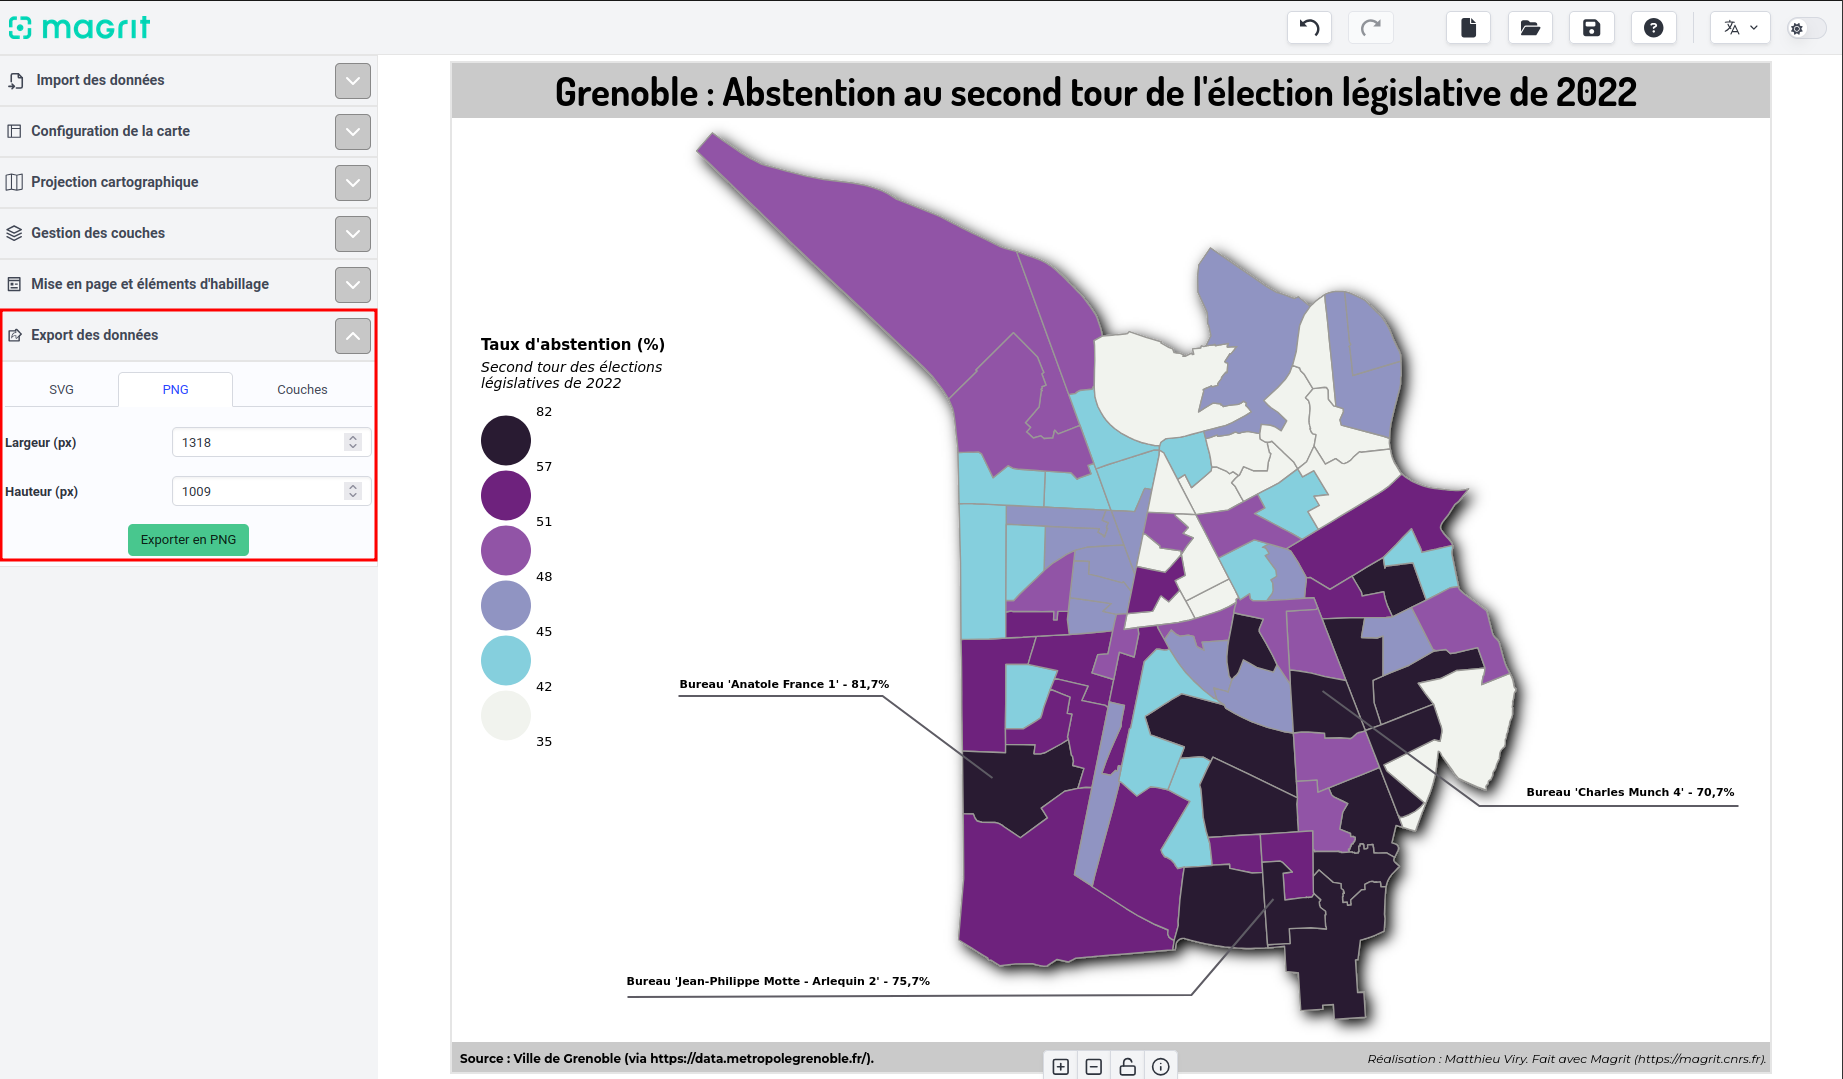 magrit
Import des données
Configuration de la carte
Projection cartographique
Gestion des couches
Mise en page et éléments d'habillage
Export des données
SVG
PNG
Couches
Largeur (px)
1318
Hauteur (px)
1009
Exporter en PNG
Grenoble : Abstention au second tour de l'élection législative de 2022
Taux d'abstention (%)
Second tour des élections
législatives de 2022
82
57
51
48
45
42
35
Bureau 'Anatole France 1' - 81,7%
Bureau 'Charles Munch 4' - 70,7%
Bureau 'Jean-Philippe Motte - Arlequin 2' - 75,7%
Source : Ville de Grenoble (via https://data.metropolegrenoble.fr/).
Réalisation : Matthieu Viry. Fait avec Magrit (https://magrit.cnrs.fr).